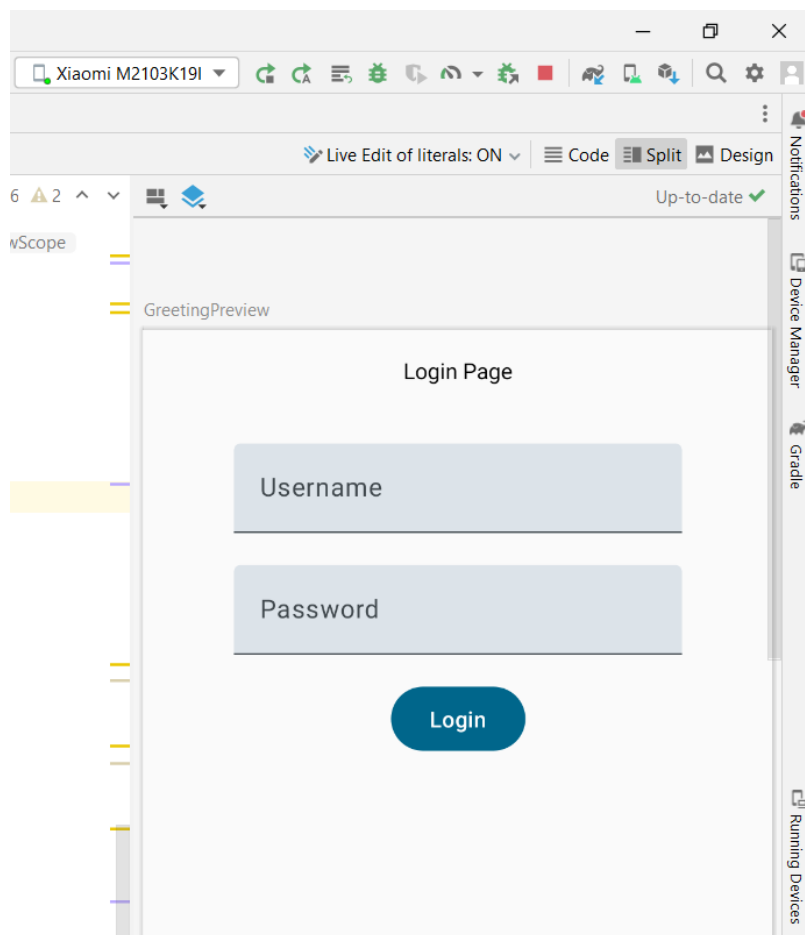 Xiaomi M2103K19I
Live Edit of literals: ON
Code
Split
Design
6
2
Up-to-date
wScope
GreetingPreview
Login Page
Username
Password
Login
Notifications
Device Manager
Gradle
Running Devices